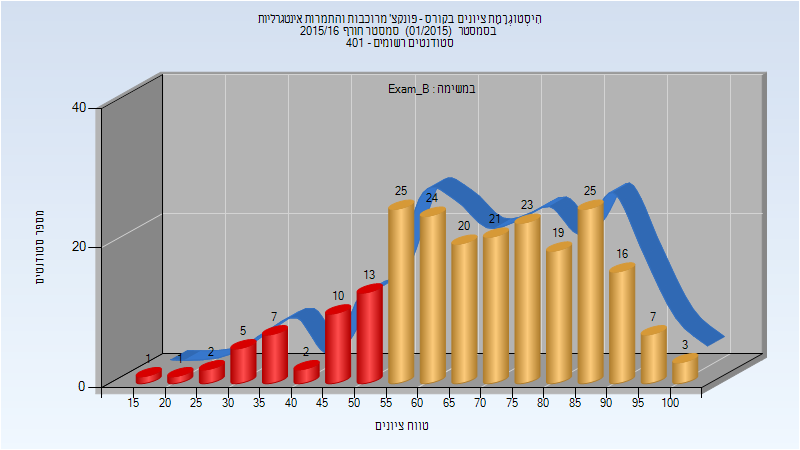 היסטוגרמת ציונים בקורס - פונקצ' מרוכבות והתמרות אינטגרליות
בסמסטר (01/2015) סמסטר חורף 2015/16
סטודנטים רשומים - 401
במשימה : Exam_B
מספר סטודנטים
40
20
0
1 1 2 5 7 2 10 13 25 24 20 21 23 19 25 16 7 3
15 20 25 30 35 40 45 50 55 60 65 70 75 80 85 90 95 100
טווח ציונים